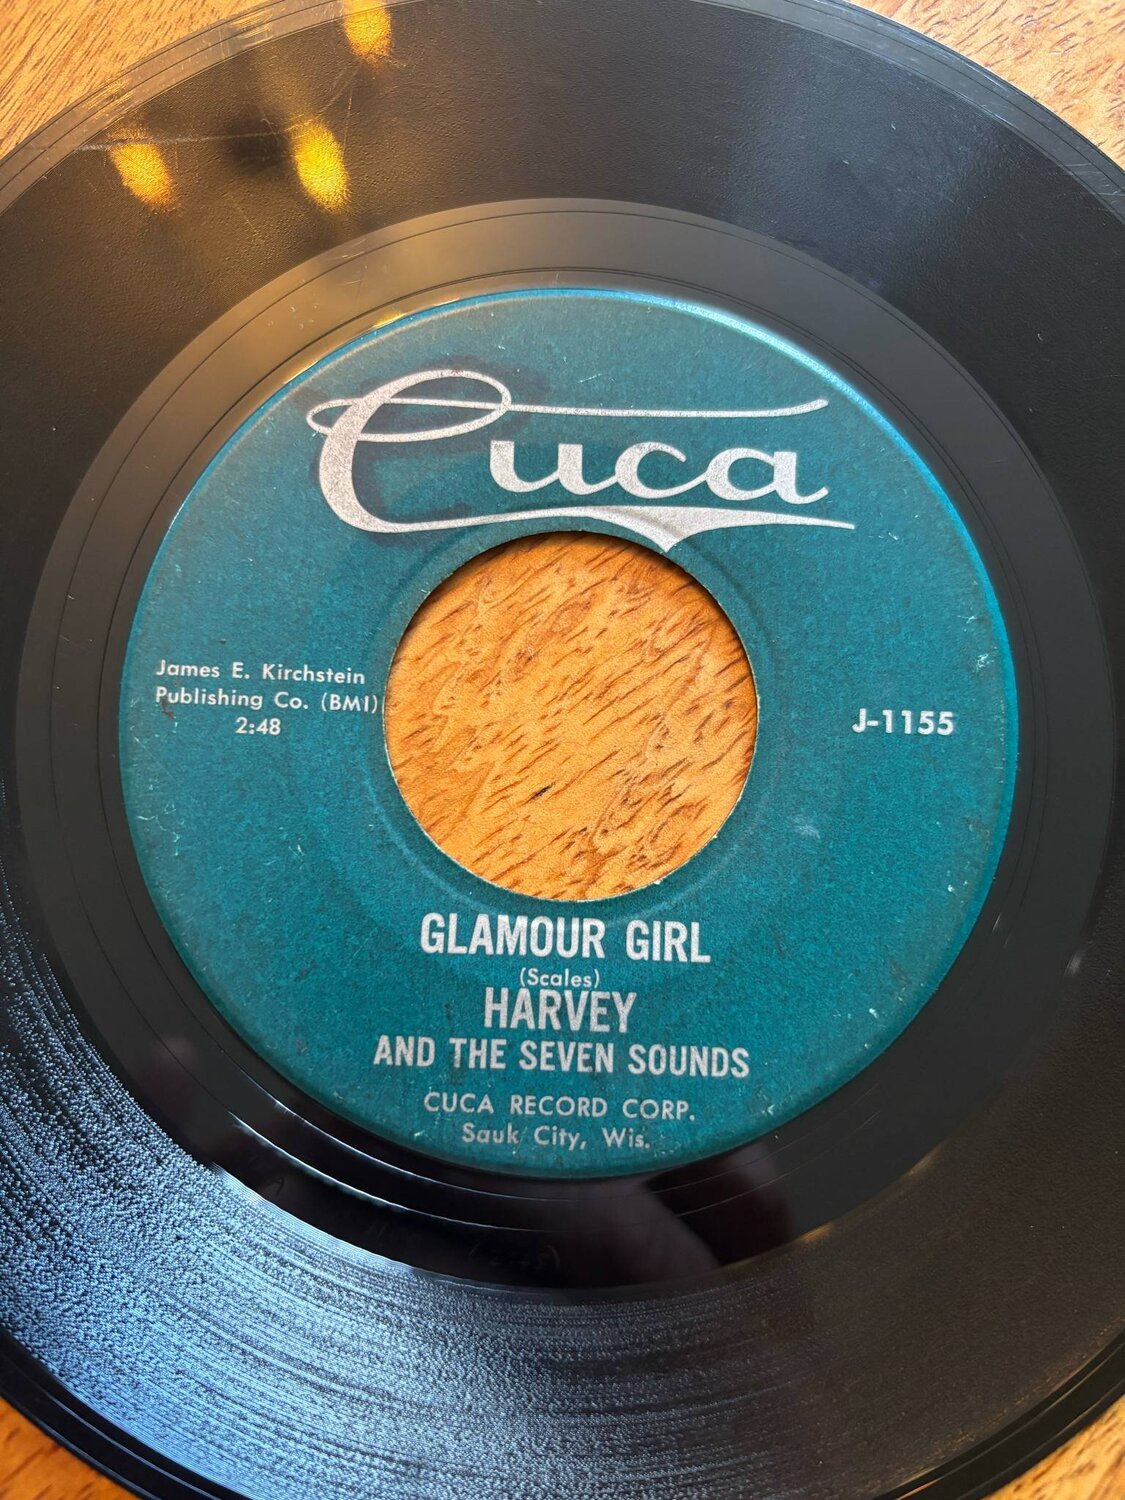 Cuca
James E. Kirchstein
Publishing Co. (BMI)
2:48
J-1155
GLAMOUR GIRL
(Scales)
HARVEY
AND THE SEVEN SOUNDS
CUCA RECORD CORP.
Sauk City, Wis.